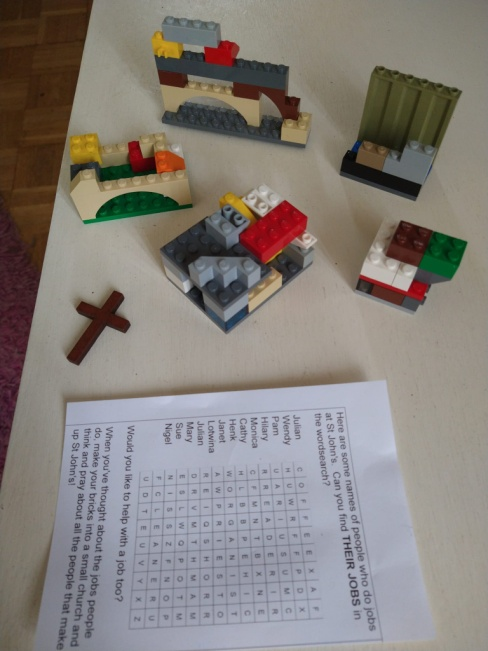 Here are some names of people who do jobs
at St John's. Can you find THEIR JOBS in
the wordsearch?
Julian
Wendy
Pam
Hilary
Monica
Cathy
Henk
Janet
Lotwina
Julian
Mary
Sue
Nigel
C O F F E E X A F
R R E A D E R I R
C F M N T B X N E
H I B B P E H I C
W O R G A N I S T
A W P R I E S T O
R E I Q S H O R R
D R V M T H M A M
E S I W Q P O T M
F C L E A N E R U
U D T E U V Y X Z
Would you like to help with a job too?
When you've thought about the jobs people
do, make your bricks into a small church and
think and pray about all the people that make
up St John's!